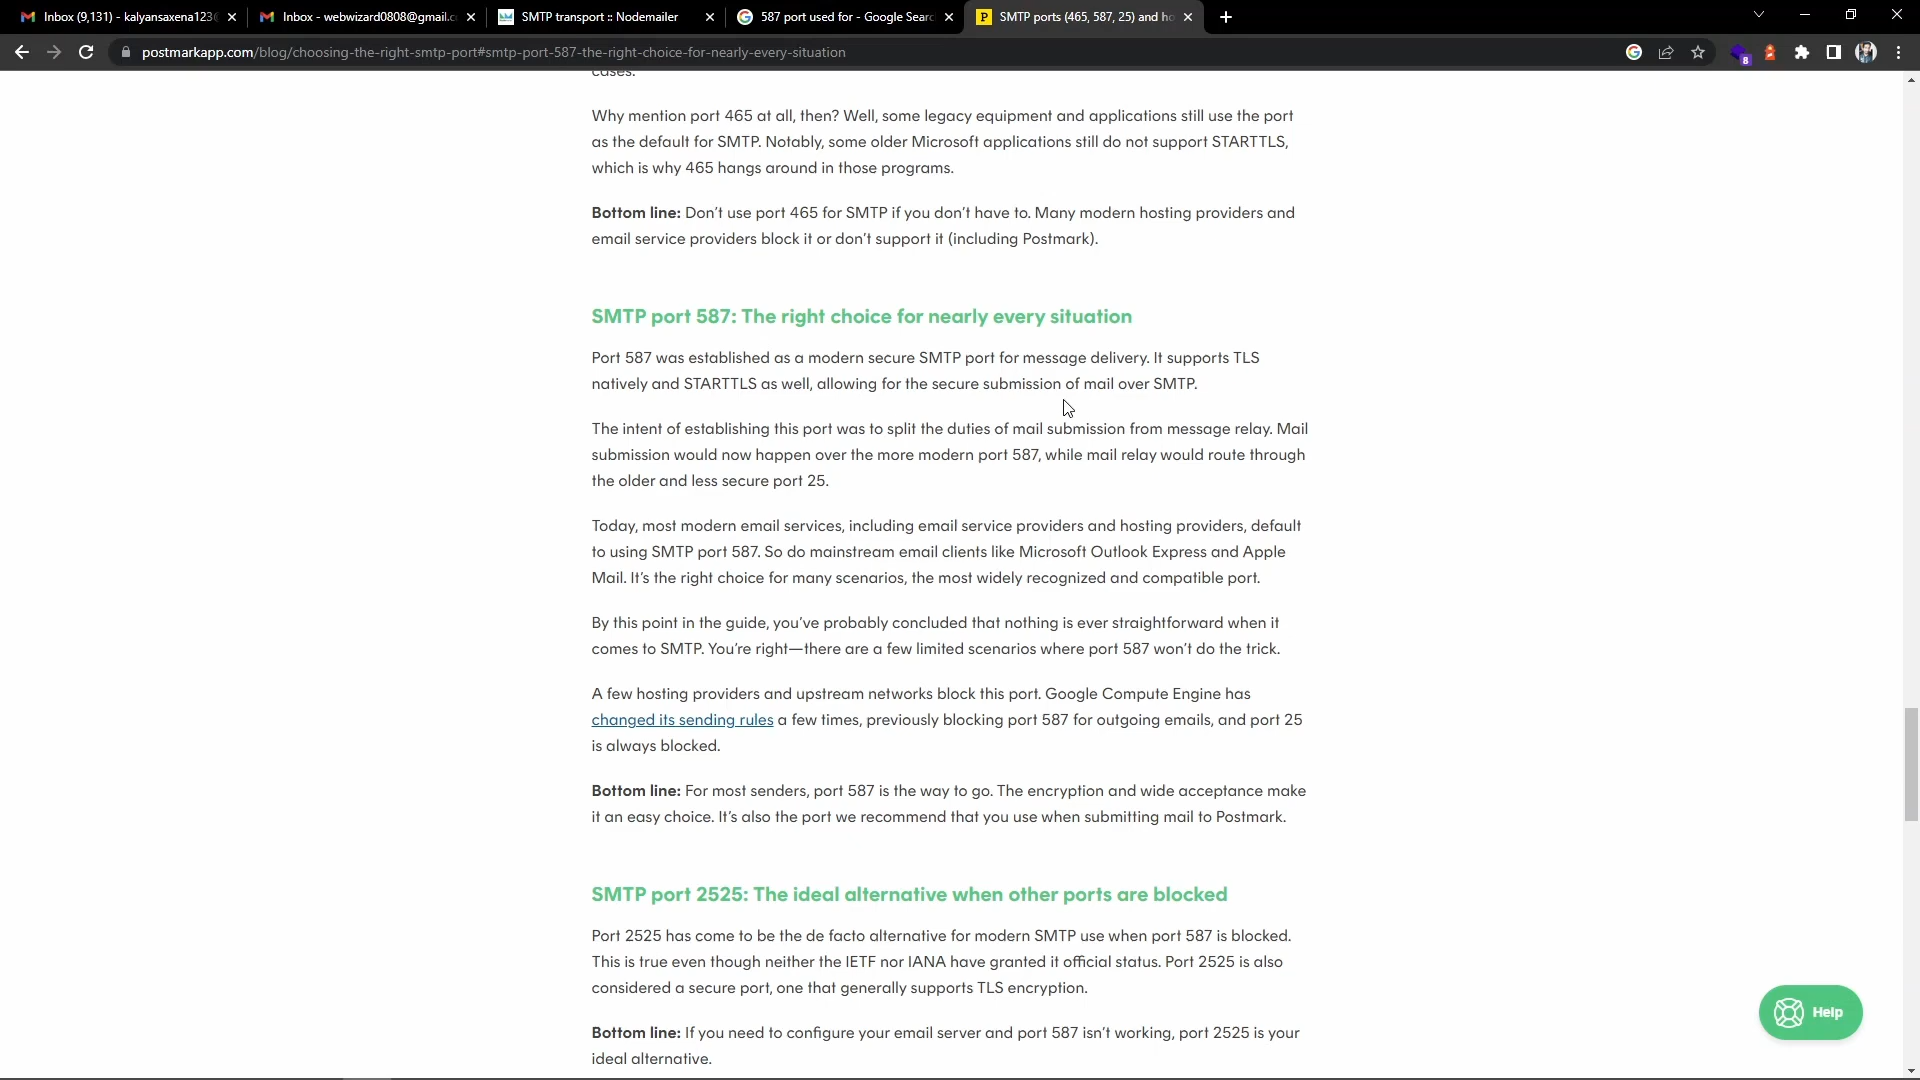 Inbox (9,131) - kalyansaxena123@
Inbox - webwizard0808@gmail.c
SMTP transport :: Nodemailer
587 port used for - Google Searc
SMTP ports (465, 587, 25) and ho
postmarkapp.com/blog/choosing-the-right-smtp-port#smtp-port-587-the-right-choice-for-nearly-every-situation
8
cases.
Why mention port 465 at all, then? Well, some legacy equipment and applications still use the port
as the default for SMTP. Notably, some older Microsoft applications still do not support STARTTLS,
which is why 465 hangs around in those programs.
Bottom line: Don't use port 465 for SMTP if you don't have to. Many modern hosting providers and
email service providers block it or don't support it (including Postmark).
SMTP port 587: The right choice for nearly every situation
Port 587 was established as a modern secure SMTP port for message delivery. It supports TLS
natively and STARTTLS as well, allowing for the secure submission of mail over SMTP.
The intent of establishing this port was to split the duties of mail submission from message relay. Mail
submission would now happen over the more modern port 587, while mail relay would route through
the older and less secure port 25.
Today, most modern email services, including email service providers and hosting providers, default
to using SMTP port 587. So do mainstream email clients like Microsoft Outlook Express and Apple
Mail. It's the right choice for many scenarios, the most widely recognized and compatible port.
By this point in the guide, you've probably concluded that nothing is ever straightforward when it
comes to SMTP. You're right—there are a few limited scenarios where port 587 won't do the trick.
A few hosting providers and upstream networks block this port. Google Compute Engine has
changed its sending rules a few times, previously blocking port 587 for outgoing emails, and port 25
is always blocked.
Bottom line: For most senders, port 587 is the way to go. The encryption and wide acceptance make
it an easy choice. It's also the port we recommend that you use when submitting mail to Postmark.
SMTP port 2525: The ideal alternative when other ports are blocked
Port 2525 has come to be the de facto alternative for modern SMTP use when port 587 is blocked.
This is true even though neither the IETF nor IANA have granted it official status. Port 2525 is also
considered a secure port, one that generally supports TLS encryption.
Bottom line: If you need to configure your email server and port 587 isn't working, port 2525 is your
ideal alternative.
Help